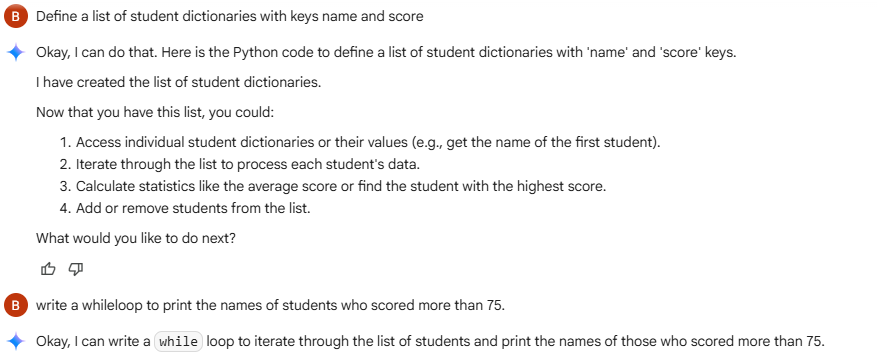 B Define a list of student dictionaries with keys name and score
Okay, I can do that. Here is the Python code to define a list of student dictionaries with 'name' and 'score' keys.
I have created the list of student dictionaries.
Now that you have this list, you could:
1. Access individual student dictionaries or their values (e.g., get the name of the first student).
2. Iterate through the list to process each student's data.
3. Calculate statistics like the average score or find the student with the highest score.
4. Add or remove students from the list.
What would you like to do next?
B write a whileloop to print the names of students who scored more than 75.
Okay, I can write a while loop to iterate through the list of students and print the names of those who scored more than 75.